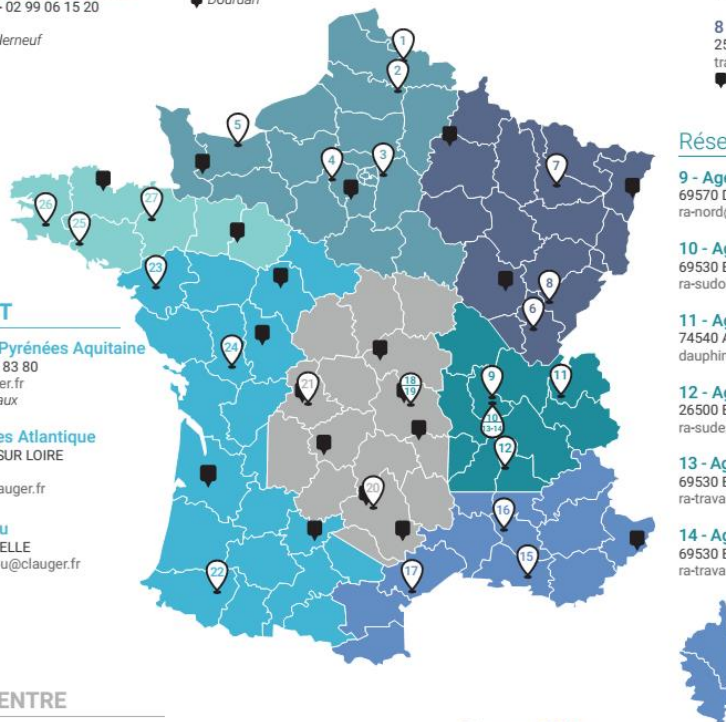 - 02 99 06 15 20
Dourdan
lerneuf
T
Pyrénées Aquitaine
83 80
er.fr
aux
es Atlantique
SUR LOIRE
auger.fr
u
ELLE
u@clauger.fr
ENTRE
1
2
5
3
4
7
26
27
25
23
8
6
24
21
18
19
9
11
10
13-14
12
20
16
15
22
17
8
25
tra
Rése
9 - Age
69570 D
ra-nord@
10 - A
69530 B
ra-sudo
11 - Ag
74540 A
dauphin
12 - Ag
26500 B
ra-sudes
13 - Ag
69530 B
ra-trava
14 - Ag
69530 B
ra-trava